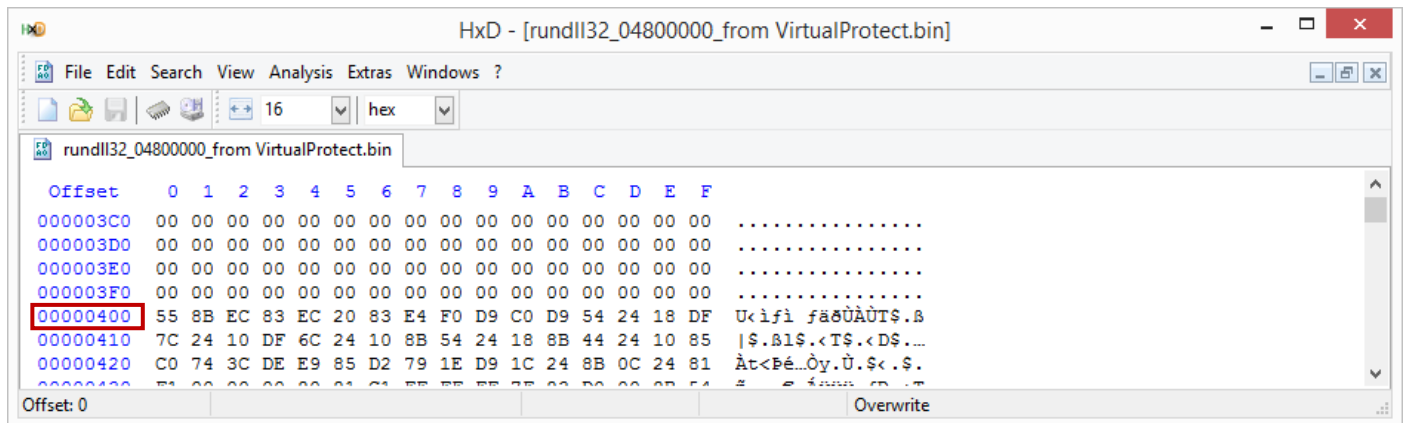 HxD - [rundll32_04800000_from VirtualProtect.bin]
File Edit Search View Analysis Extras Windows ?
16 hex
rundll32_04800000_from VirtualProtect.bin
Offset 0 1 2 3 4 5 6 7 8 9 A B C D E F
000003C0 00 00 00 00 00 00 00 00 00 00 00 00 00 00 00 00 ................
000003D0 00 00 00 00 00 00 00 00 00 00 00 00 00 00 00 00 ................
000003E0 00 00 00 00 00 00 00 00 00 00 00 00 00 00 00 00 ................
000003F0 00 00 00 00 00 00 00 00 00 00 00 00 00 00 00 00 ................
00000400 55 8B EC 83 EC 20 83 E4 F0 D9 C0 D9 54 24 18 DF U‹ìƒì ƒäðÙÀÙT$.ß
00000410 7C 24 10 DF 6C 24 10 8B 54 24 18 8B 44 24 10 85 |$.ßl$.‹T$.‹D$.…
00000420 C0 74 3C DE E9 85 D2 79 1E D9 1C 24 8B 0C 24 81 Àt<Þé…Òy.Ù.$‹.$.
Offset: 0 Overwrite